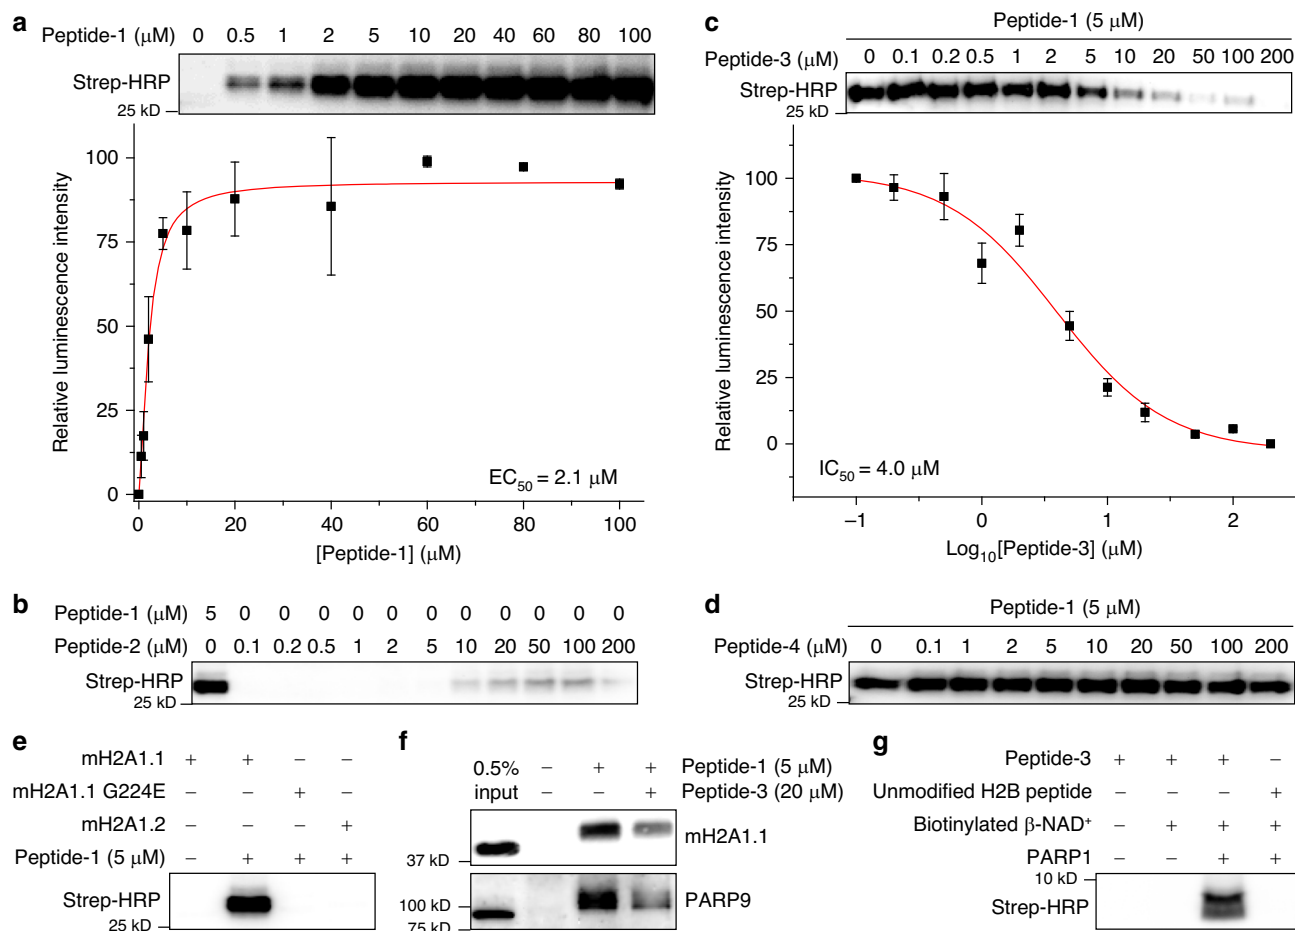 a
Peptide-1 (μM) 0 0.5 1 2 5 10 20 40 60 80 100
Strep-HRP
25 kD
100
75
50
25
0
Relative luminescence intensity
EC50 = 2.1 μM
0 20 40 60 80 100
[Peptide-1] (μM)
b
Peptide-1 (μM) 5 0 0 0 0 0 0 0 0 0 0 0
Peptide-2 (μM) 0 0.1 0.2 0.5 1 2 5 10 20 50 100 200
Strep-HRP
25 kD
c
Peptide-1 (5 μM)
Peptide-3 (μM) 0 0.1 0.2 0.5 1 2 5 10 20 50 100 200
Strep-HRP
25 kD
100
75
50
25
0
Relative luminescence intensity
IC50 = 4.0 μM
−1 0 1 2
Log10[Peptide-3] (μM)
d
Peptide-1 (5 μM)
Peptide-4 (μM) 0 0.1 1 2 5 10 20 50 100 200
Strep-HRP
25 kD
e
mH2A1.1 + + − −
mH2A1.1 G224E − − + −
mH2A1.2 − − − +
Peptide-1 (5 μM) − + + +
Strep-HRP
25 kD
f
0.5% input
− + + Peptide-1 (5 μM)
− − + Peptide-3 (20 μM)
mH2A1.1
37 kD
PARP9
100 kD
75 kD
g
Peptide-3 + + + −
Unmodified H2B peptide − − − +
Biotinylated β-NAD+ − + + +
PARP1 − − + +
10 kD
Strep-HRP